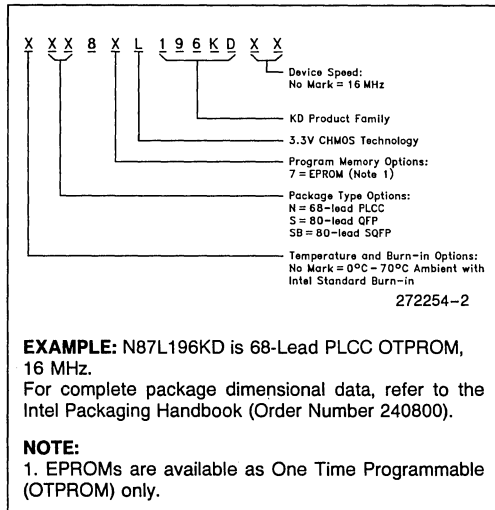 X XX 8 X L 196KD X X
Device Speed:
No Mark = 16 MHz
KD Product Family
3.3V CHMOS Technology
Program Memory Options:
7 = EPROM (Note 1)
Package Type Options:
N = 68-lead PLCC
S = 80-lead QFP
SB = 80-lead SQFP
Temperature and Burn-in Options:
No Mark = 0°C - 70°C Ambient with
Intel Standard Burn-in
272254-2
EXAMPLE: N87L196KD is 68-Lead PLCC OTPROM,
16 MHz.
For complete package dimensional data, refer to the
Intel Packaging Handbook (Order Number 240800).
NOTE:
1. EPROMs are available as One Time Programmable
(OTPROM) only.